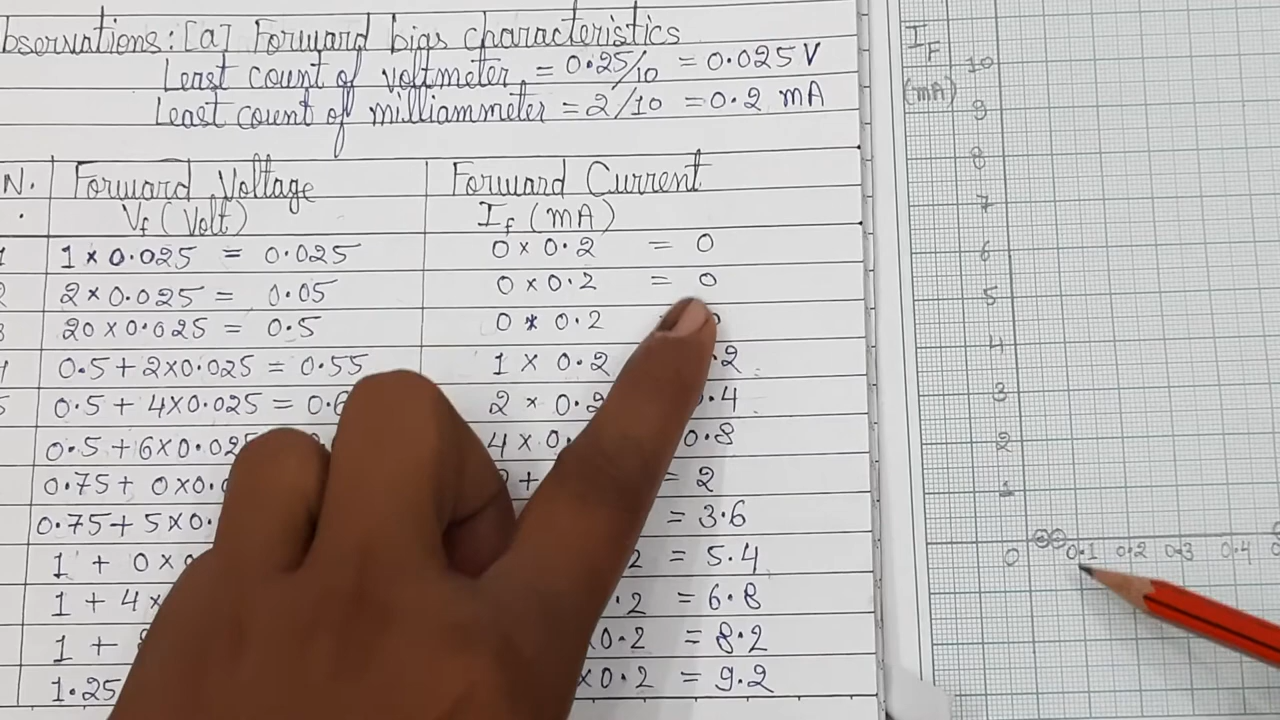 bservations: [a] Forward bias characteristics
Least count of voltmeter = 0.25/10 = 0.025 V
Least count of milliammeter = 2/10 = 0.2 mA
N. Forward Voltage Forward Current
. Vf (Volt) If (mA)
1 1 × 0.025 = 0.025 0 × 0.2 = 0
2 2 × 0.025 = 0.05 0 × 0.2 = 0
3 20 × 0.025 = 0.5 0 × 0.2
0.5 + 2×0.025 = 0.55 1 × 0.2 .2
5 0.5 + 4×0.025 = 0.6 2 × 0.2 .4
0.5 + 6×0.025 4 × 0. 0.8
0.75 + 0×0. + = 2
0.75 + 5×0. = 3.6
1 + 0× 2 = 5.4
1 + 4× .2 = 6.8
1 + ×0.2 = 8.2
1.25 ×0.2 = 9.2
IF
(mA)
10
9
8
7
6
5
4
3
2
1
0 0.1 0.2 0.3 0.4